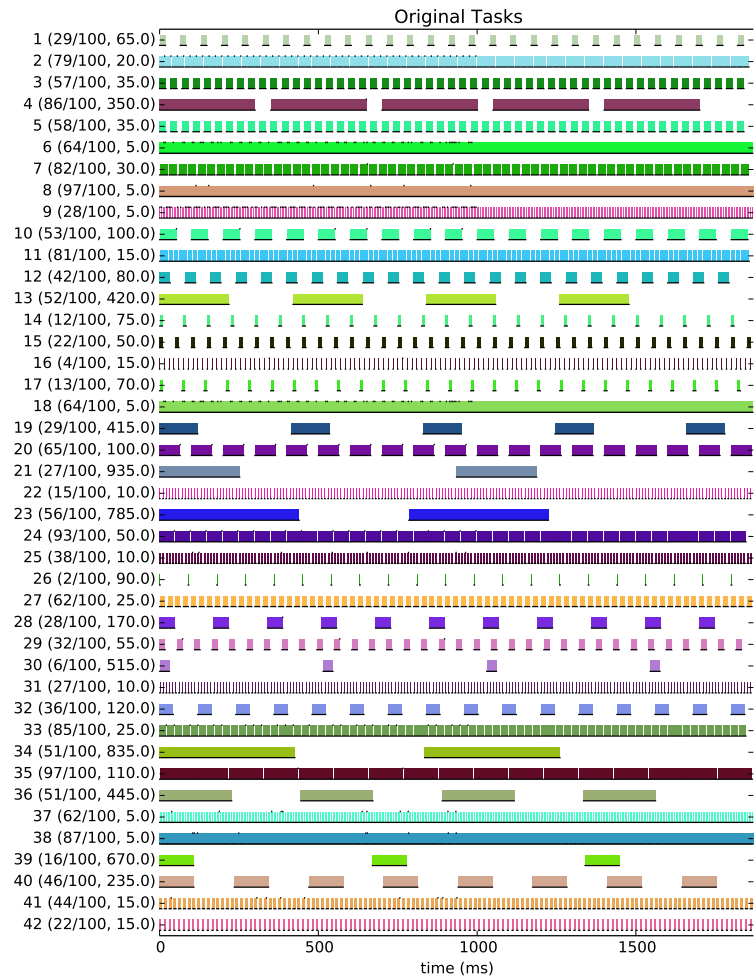 Original Tasks
1 (29/100, 65.0)
2 (79/100, 20.0)
3 (57/100, 35.0)
4 (86/100, 350.0)
5 (58/100, 35.0)
6 (64/100, 5.0)
7 (82/100, 30.0)
8 (97/100, 5.0)
9 (28/100, 5.0)
10 (53/100, 100.0)
11 (81/100, 15.0)
12 (42/100, 80.0)
13 (52/100, 420.0)
14 (12/100, 75.0)
15 (22/100, 50.0)
16 (4/100, 15.0)
17 (13/100, 70.0)
18 (64/100, 5.0)
19 (29/100, 415.0)
20 (65/100, 100.0)
21 (27/100, 935.0)
22 (15/100, 10.0)
23 (56/100, 785.0)
24 (93/100, 50.0)
25 (38/100, 10.0)
26 (2/100, 90.0)
27 (62/100, 25.0)
28 (28/100, 170.0)
29 (32/100, 55.0)
30 (6/100, 515.0)
31 (27/100, 10.0)
32 (36/100, 120.0)
33 (85/100, 25.0)
34 (51/100, 835.0)
35 (97/100, 110.0)
36 (51/100, 445.0)
37 (62/100, 5.0)
38 (87/100, 5.0)
39 (16/100, 670.0)
40 (46/100, 235.0)
41 (44/100, 15.0)
42 (22/100, 15.0)
0 500 1000 1500
time (ms)